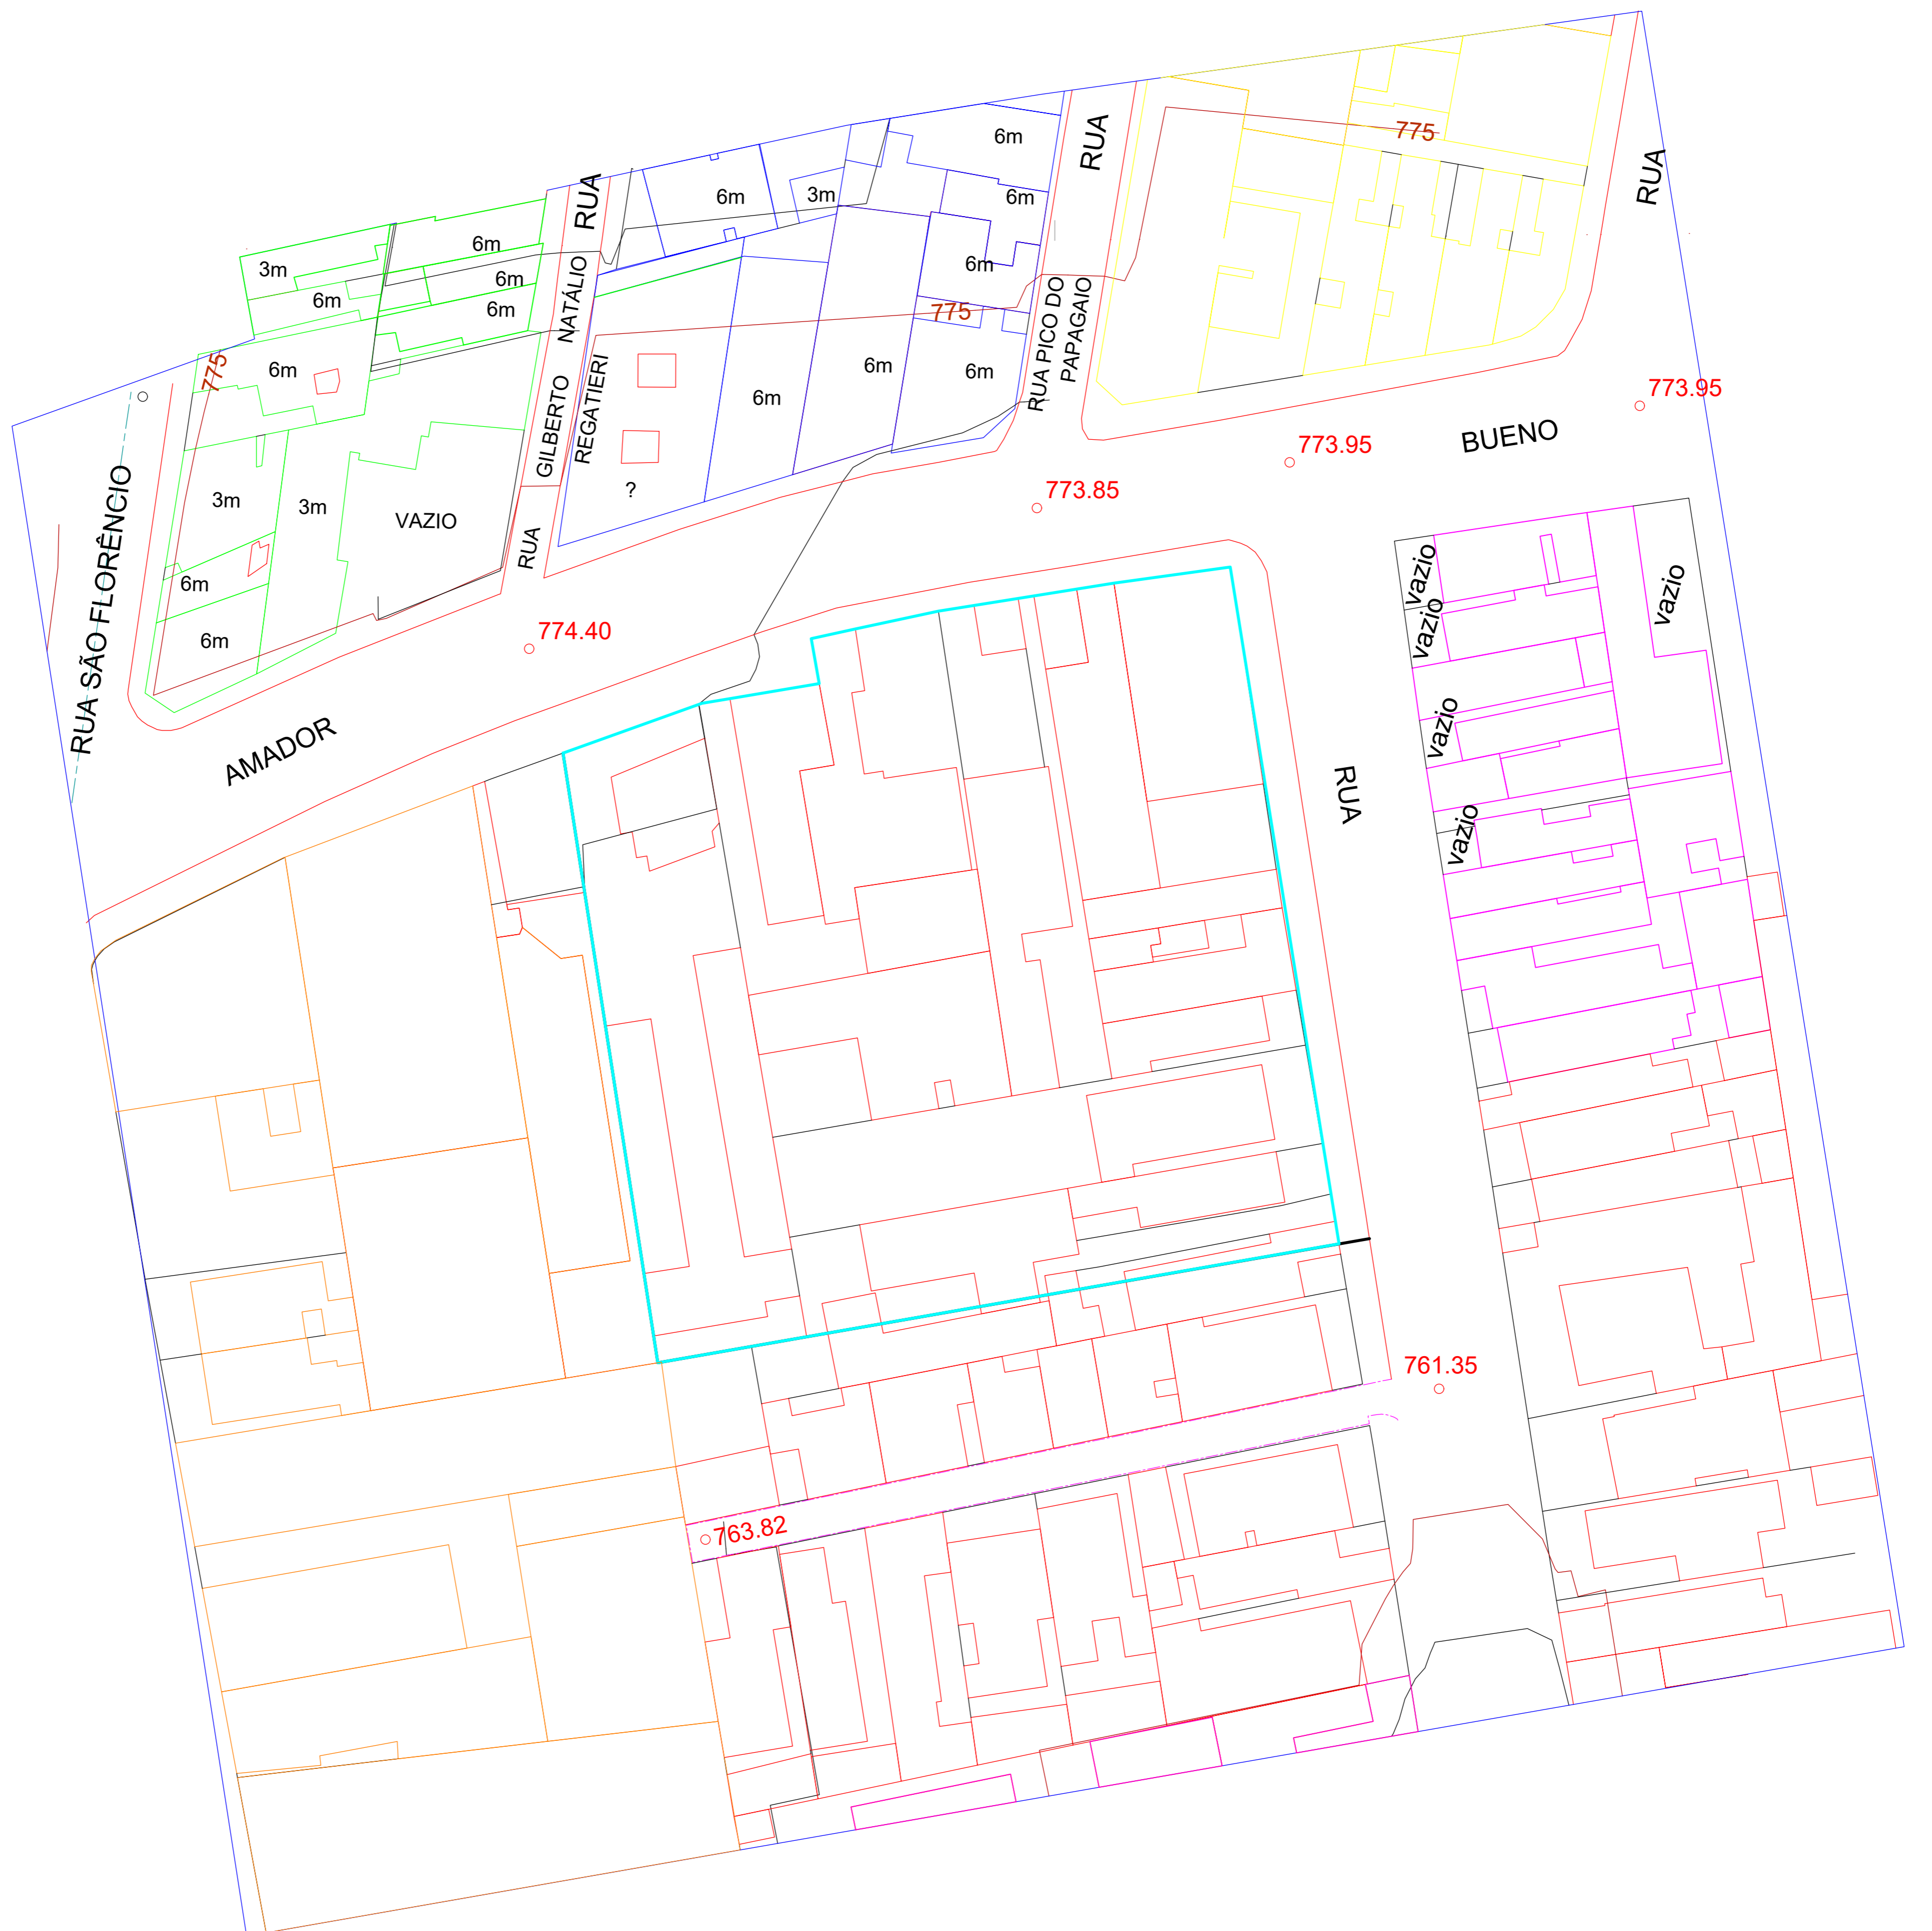 6m
RUA
775
RUA
RUA
6m
3m
6m
6m
3m
6m
6m
6m
6m
6m
NATÁLIO
GILBERTO
REGATIERI
775
RUA PICO DO
PAPAGAIO
775
6m
6m
6m
6m
773.95
773.95
BUENO
?
773.85
3m
3m
VAZIO
RUA
6m
6m
774.40
RUA SÃO FLORÊNCIO
AMADOR
vazio
vazio
vazio
vazio
vazio
RUA
761.35
763.82